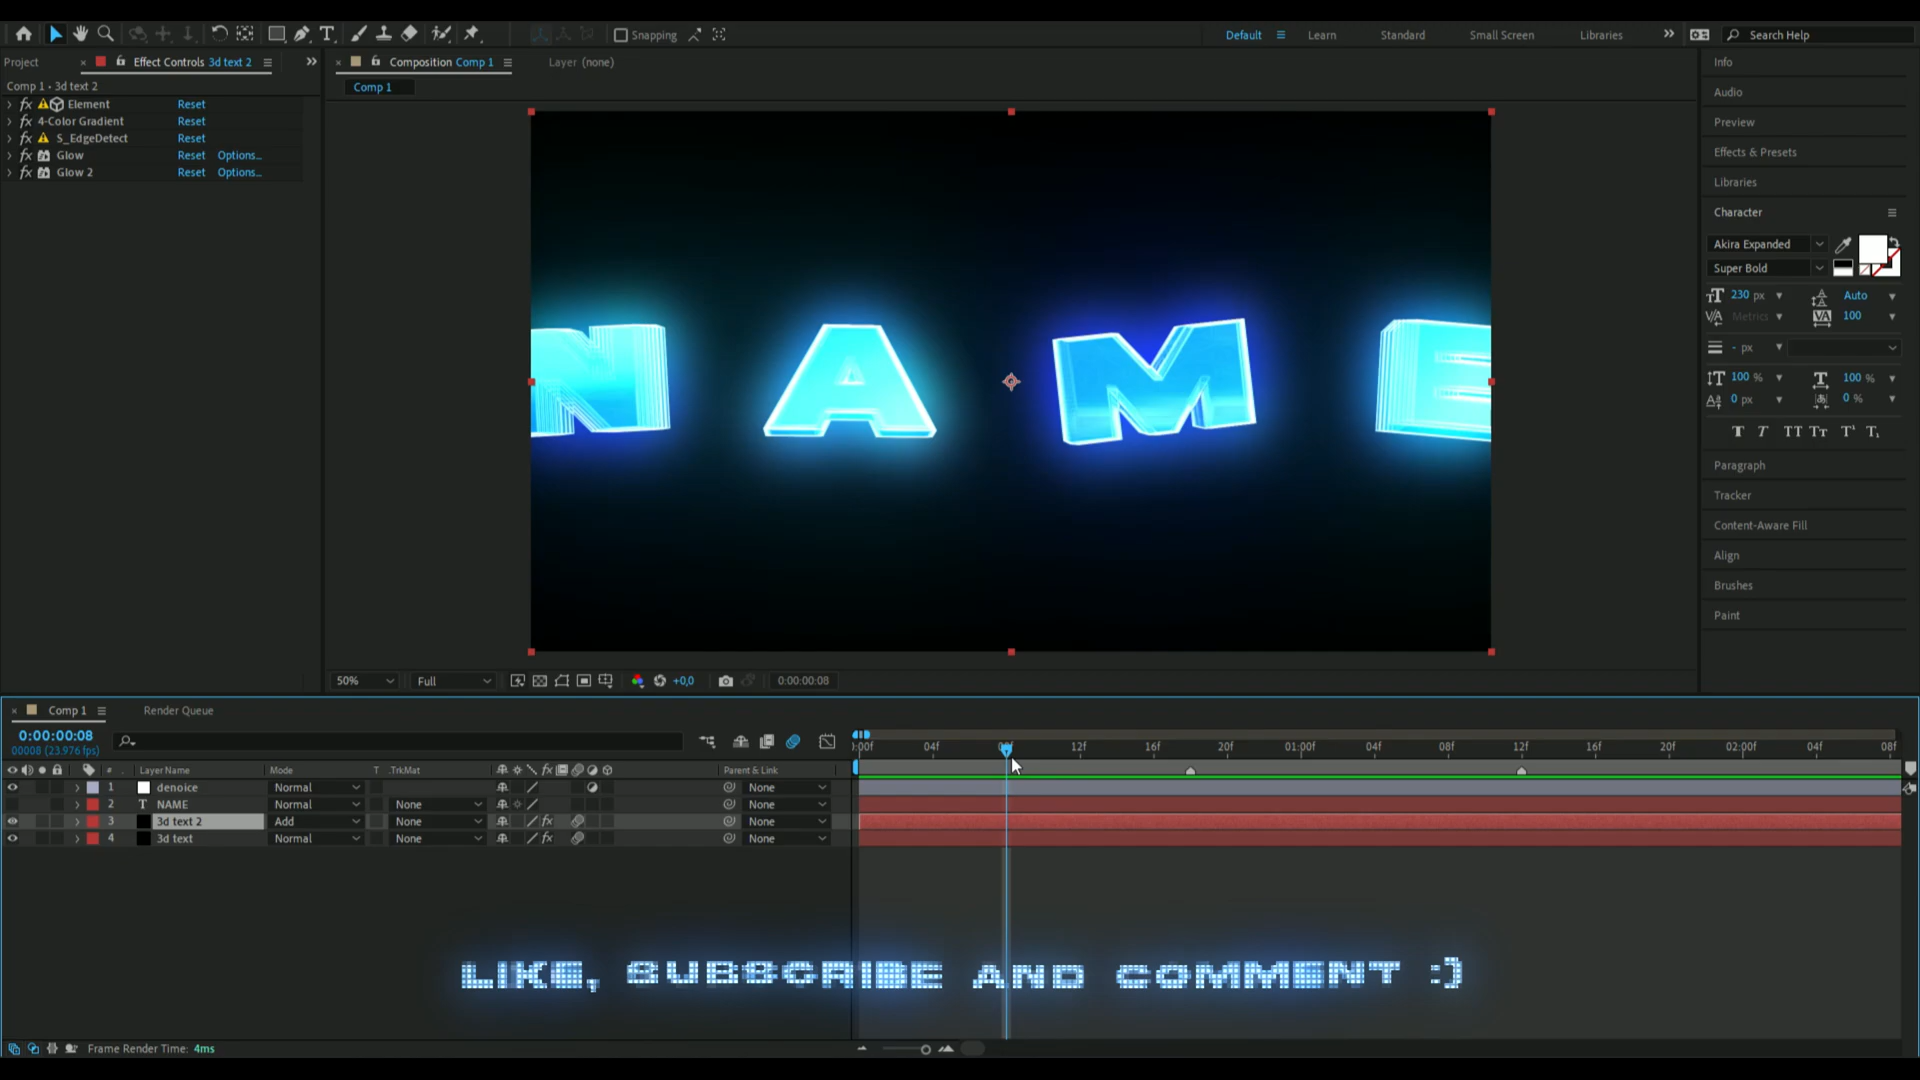 Snapping
Default
Learn
Standard
Small Screen
Libraries
Search Help
Project
Effect Controls 3d text 2
Composition Comp 1
Layer (none)
Info
Comp 1 • 3d text 2
Comp 1
Element Reset
4-Color Gradient Reset
S_EdgeDetect Reset
Glow Reset Options...
Glow 2 Reset Options...
Audio
Preview
Effects & Presets
Libraries
Character
Akira Expanded
Super Bold
230 px
Auto
Metrics
100
- px
100 %
100 %
0 px
0 %
T T TT Tr T¹ T₁
Paragraph
Tracker
Content-Aware Fill
Align
Brushes
Paint
N A M E
50%
Full
+0,0
0:00:00:08
Comp 1
Render Queue
0:00:00:08
00008 (23.976 fps)
:00f 04f 08f 12f 16f 20f 01:00f 04f 08f 12f 16f 20f 02:00f 04f 08f
# Layer Name Mode T .TrkMat Parent & Link
1 denoice Normal None
2 T NAME Normal None None
3 3d text 2 Add None None
4 3d text Normal None None
LIKE, SUBSCRIBE AND COMMENT :)
Frame Render Time: 4ms